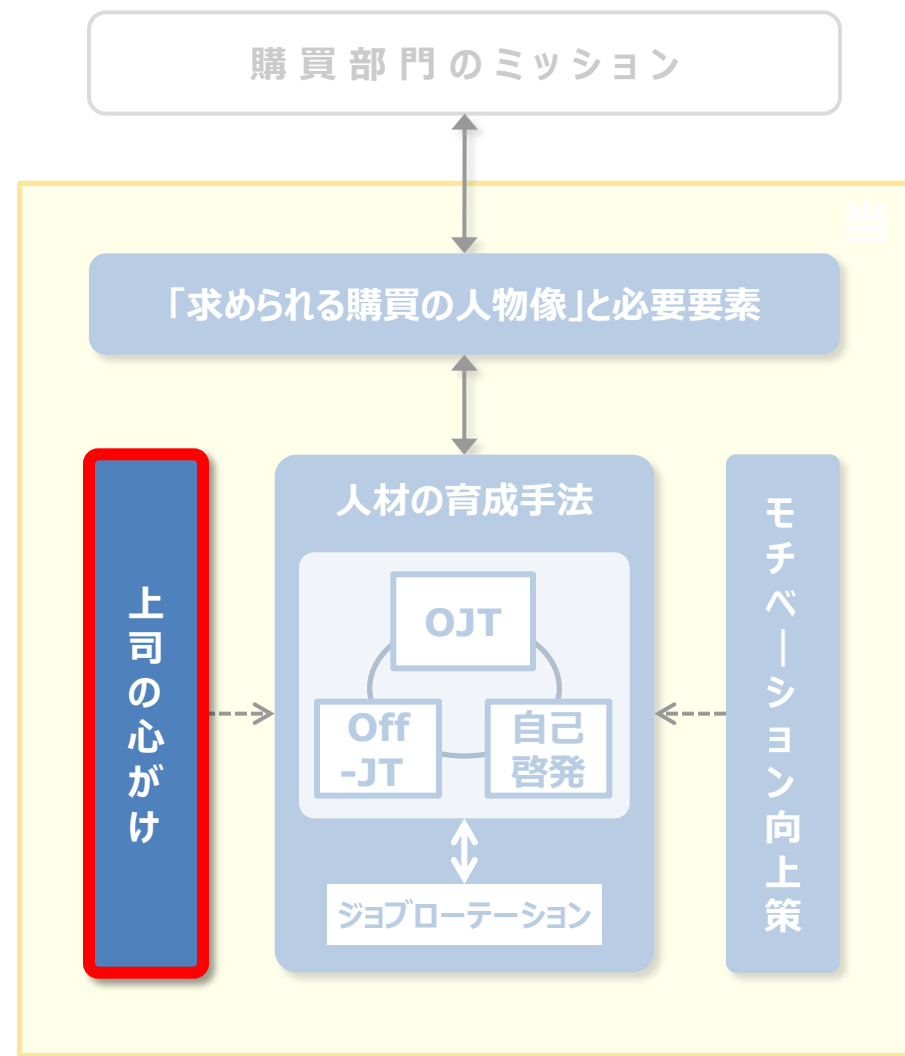 購買部門のミッション
当
「求められる購買の人物像」と必要要素
上司の心がけ
人材の育成手法
OJT
Off
-JT
自己
啓発
ジョブローテーション
モチベーション向上策